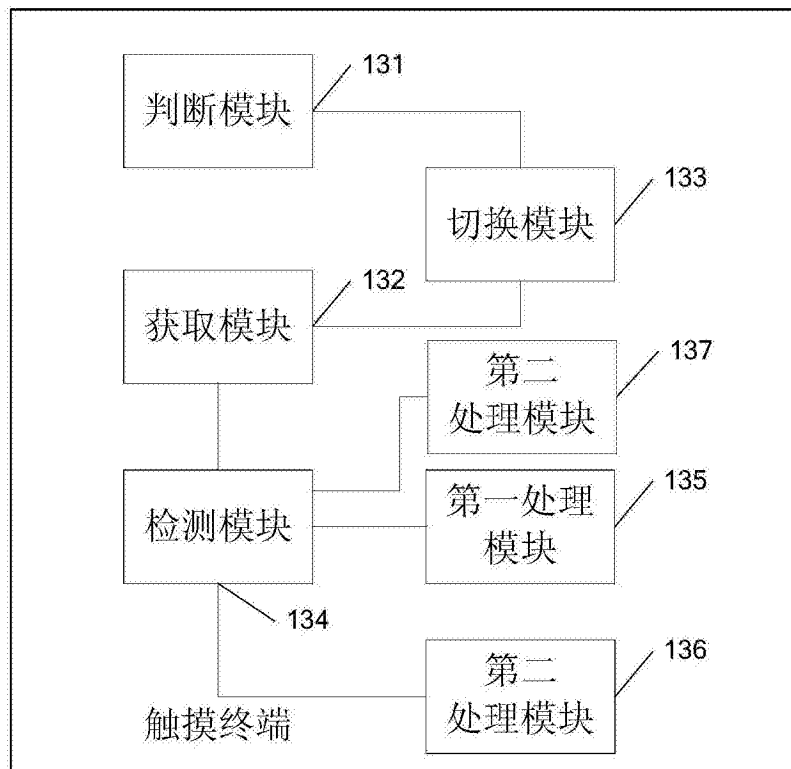 131
判断模块
133
切换模块
132
获取模块
137
第二
处理模块
135
第一处理
模块
检测模块
134
136
第二
处理模块
触摸终端